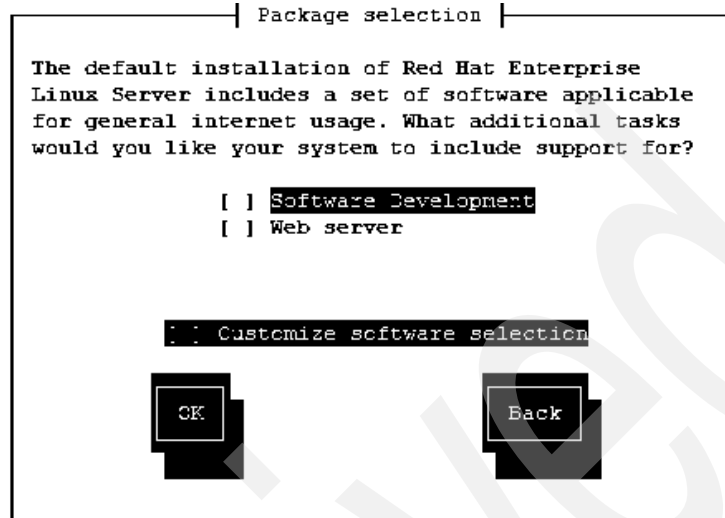 Package selection
The default installation of Red Hat Enterprise
Linux Server includes a set of software applicable
for general internet usage. What additional tasks
would you like your system to include support for?
[ ] Software Development
[ ] Web server
[ ] Customize software selection
OK Back